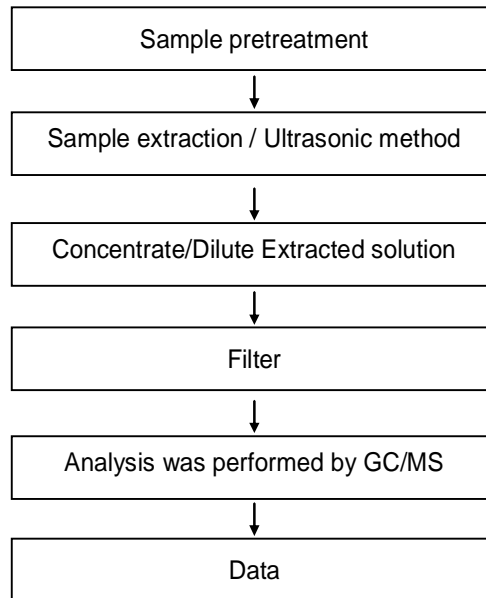 Sample pretreatment
Sample extraction / Ultrasonic method
Concentrate/Dilute Extracted solution
Filter
Analysis was performed by GC/MS
Data